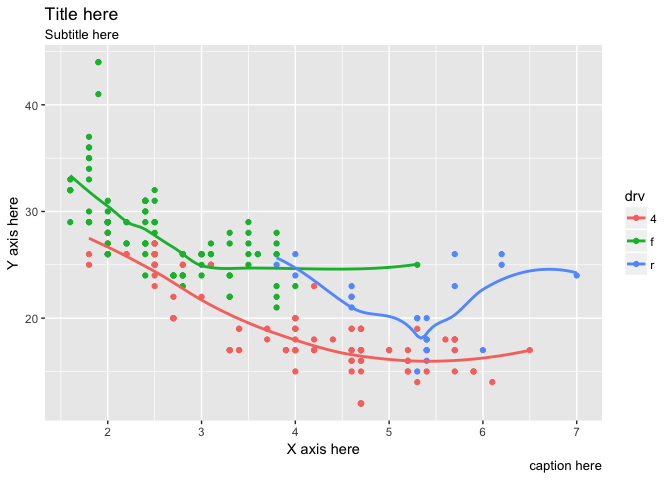 Title here
Subtitle here
40
30
20
Y axis here
2 3 4 5 6 7
X axis here
caption here
drv
4
f
r